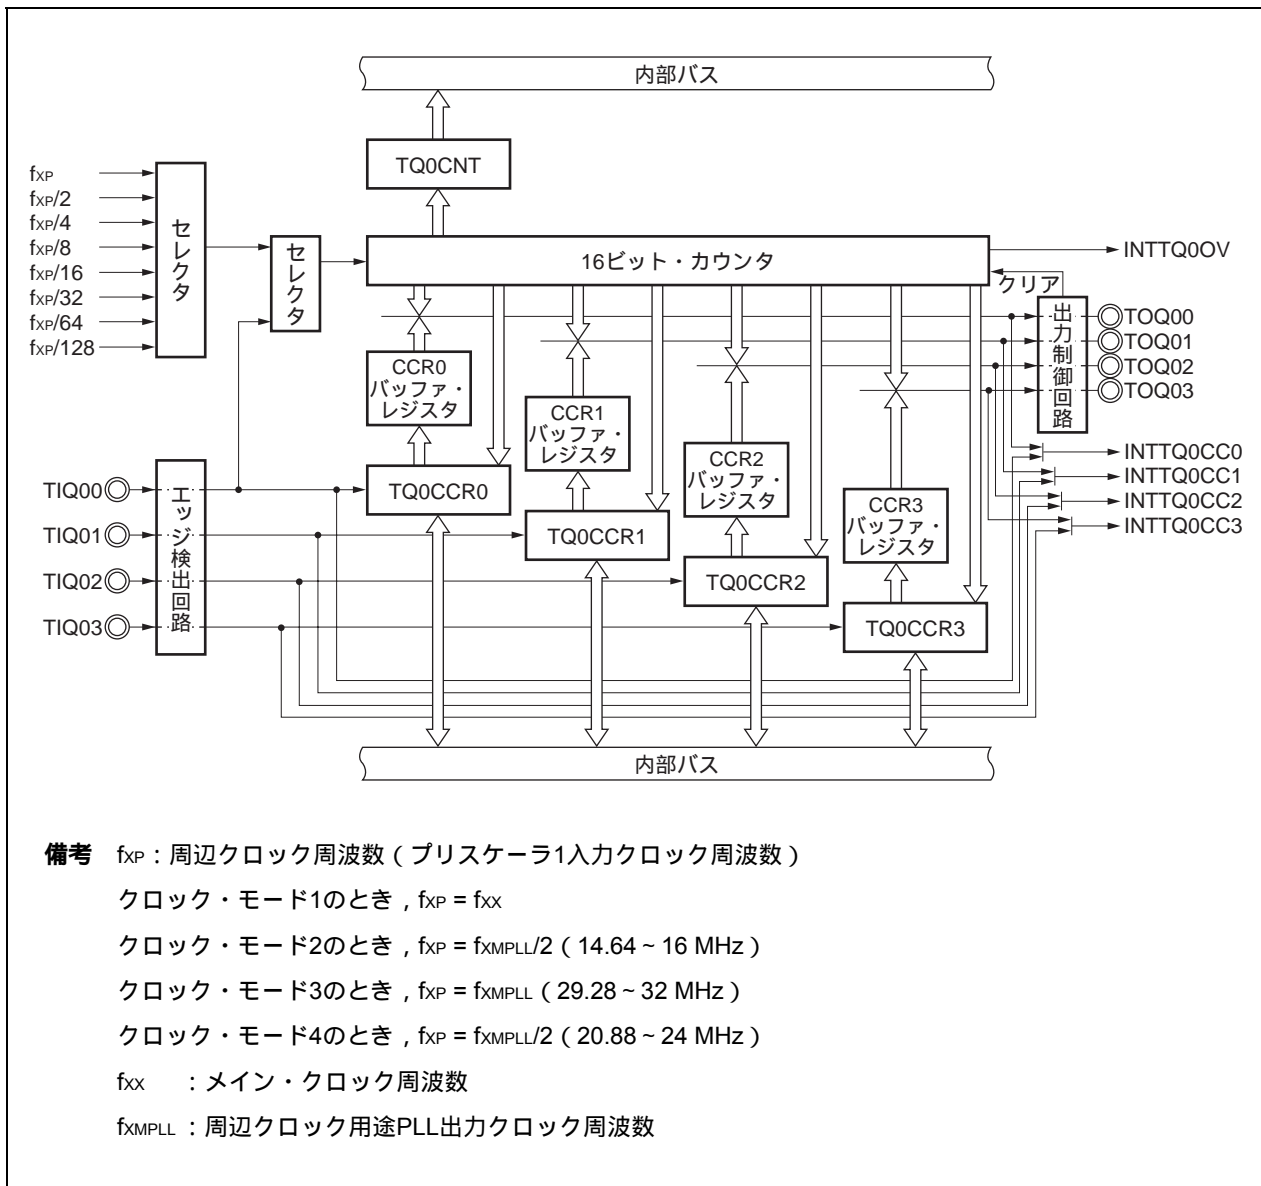 内部バス
TQ0CNT
fXP
fXP/2
fXP/4
fXP/8
fXP/16
fXP/32
fXP/64
fXP/128
セレクタ
セレクタ
16ビット・カウンタ
INTTQ0OV
クリア
出力制御回路
TOQ00
TOQ01
TOQ02
TOQ03
CCR0
バッファ・
レジスタ
CCR1
バッファ・
レジスタ
CCR2
バッファ・
レジスタ
CCR3
バッファ・
レジスタ
INTTQ0CC0
INTTQ0CC1
INTTQ0CC2
INTTQ0CC3
TIQ00
TIQ01
TIQ02
TIQ03
エッジ検出回路
TQ0CCR0
TQ0CCR1
TQ0CCR2
TQ0CCR3
内部バス
備考 fXP：周辺クロック周波数（プリスケーラ1入力クロック周波数）
クロック・モード1のとき，fXP = fXX
クロック・モード2のとき，fXP = fXMPLL/2（14.64～16 MHz）
クロック・モード3のとき，fXP = fXMPLL（29.28～32 MHz）
クロック・モード4のとき，fXP = fXMPLL/2（20.88～24 MHz）
fXX ：メイン・クロック周波数
fXMPLL：周辺クロック用途PLL出力クロック周波数